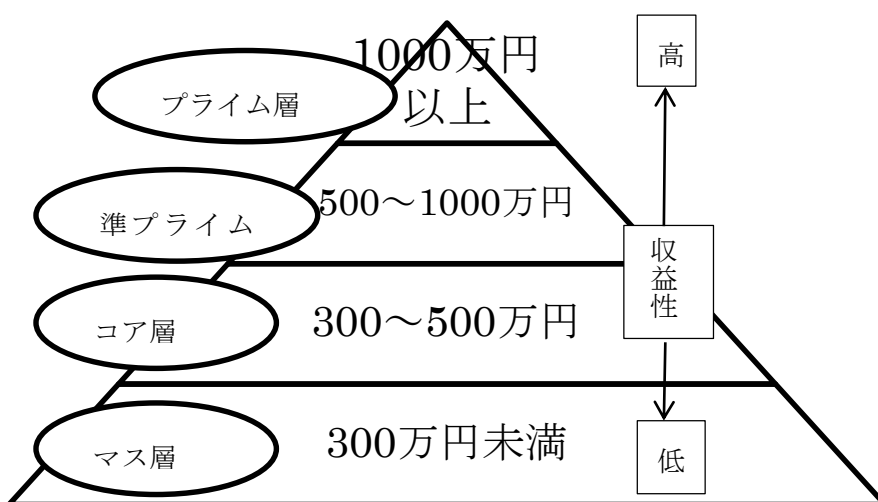 1000万円
以上
高
プライム層
500～1000万円
準プライム
収益性
300～500万円
コア層
300万円未満
マス層
低